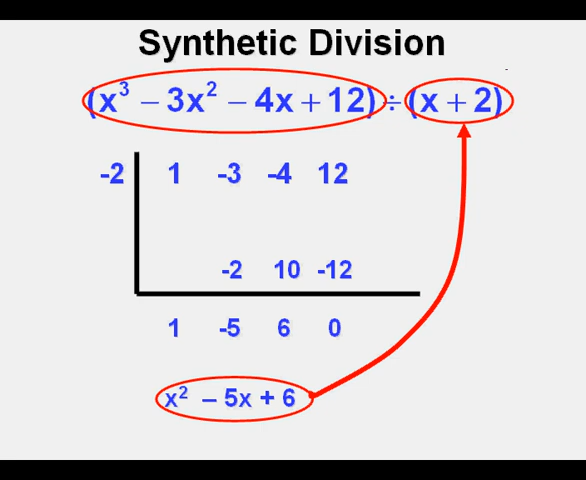 Synthetic Division
(x³ − 3x² − 4x + 12) ÷ (x + 2)
-2 1 -3 -4 12
-2 10 -12
1 -5 6 0
x² − 5x + 6